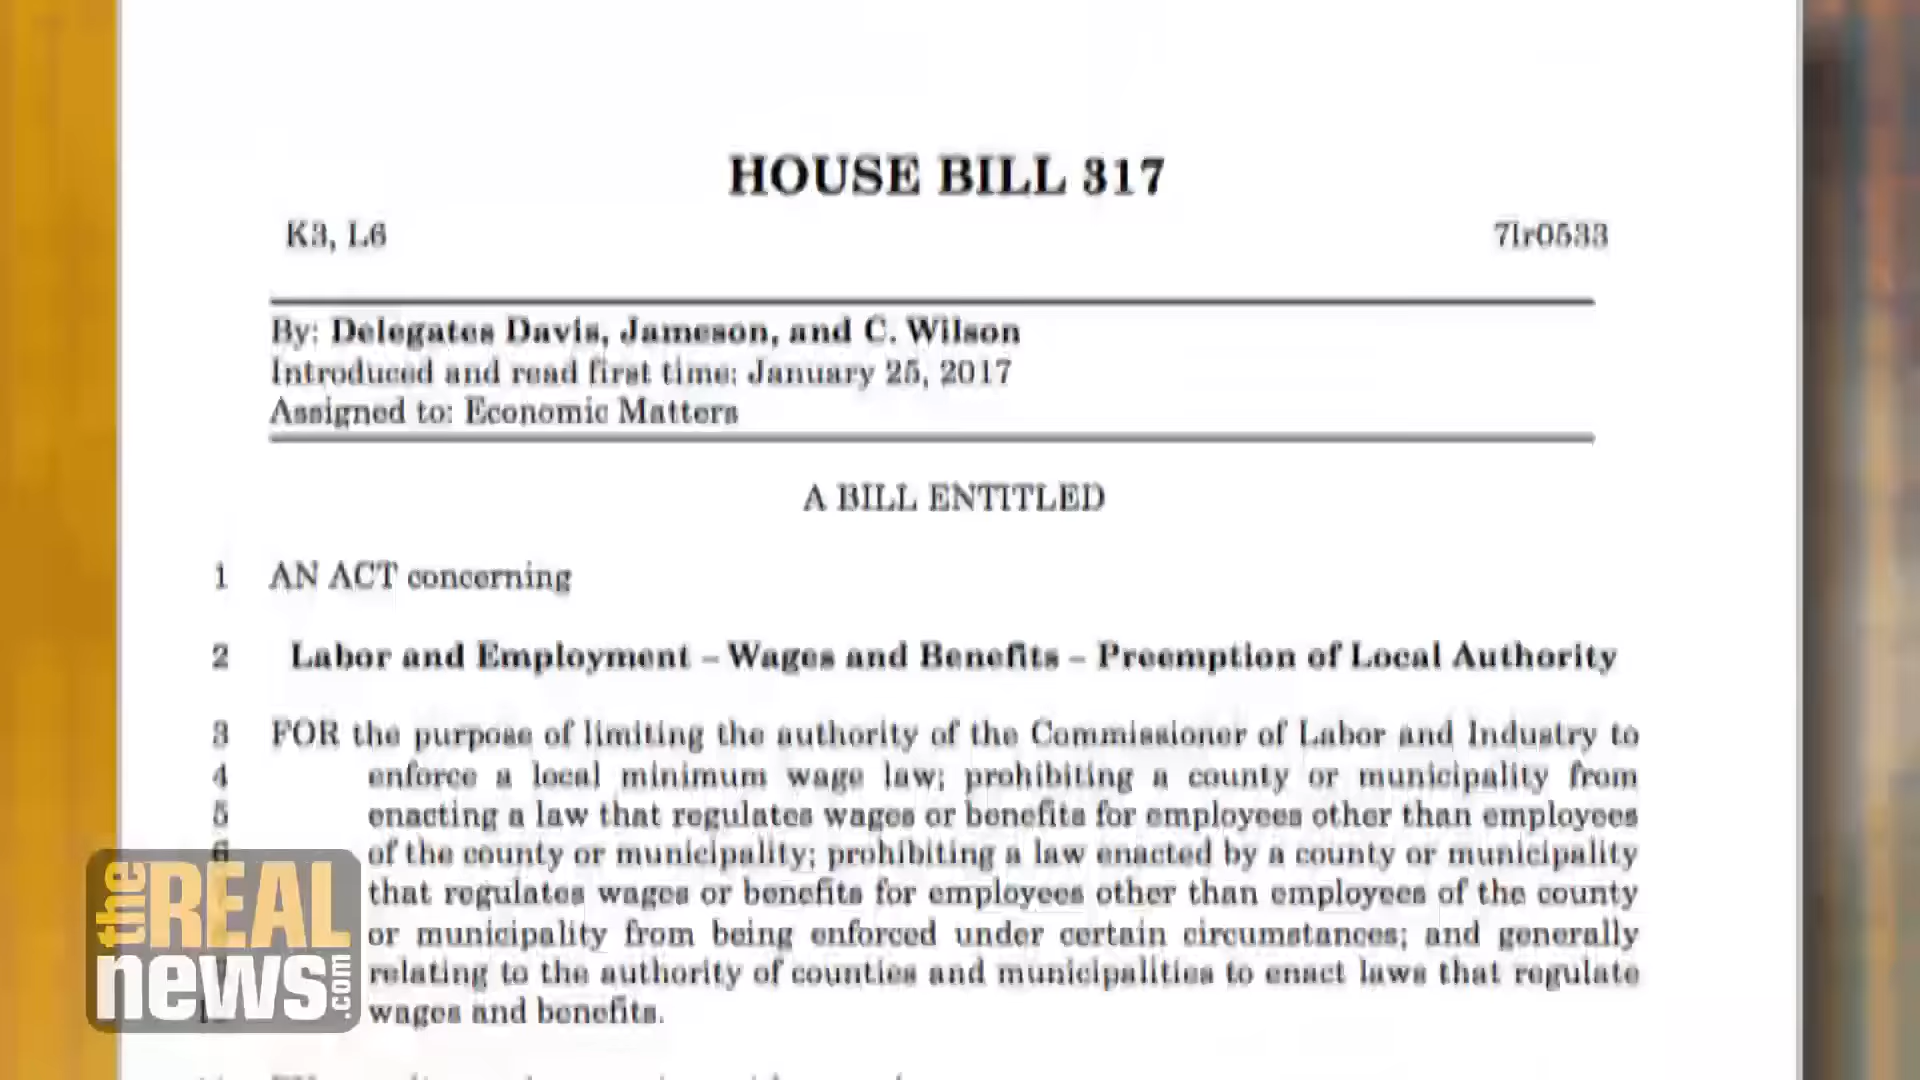 HOUSE BILL 317
K3, L6 7lr0533
By: Delegates Davis, Jameson, and C. Wilson
Introduced and read first time: January 25, 2017
Assigned to: Economic Matters
A BILL ENTITLED
1 AN ACT concerning
2 Labor and Employment – Wages and Benefits – Preemption of Local Authority
3 FOR the purpose of limiting the authority of the Commissioner of Labor and Industry to
4 enforce a local minimum wage law; prohibiting a county or municipality from
5 enacting a law that regulates wages or benefits for employees other than employees
6 of the county or municipality; prohibiting a law enacted by a county or municipality
that regulates wages or benefits for employees other than employees of the county
or municipality from being enforced under certain circumstances; and generally
relating to the authority of counties and municipalities to enact laws that regulate
wages and benefits.
the REAL
news.com